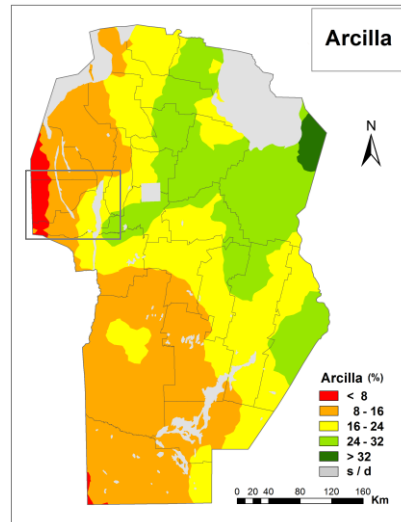 Arcilla
N
Arcilla (%)
< 8
8 - 16
16 - 24
24 - 32
> 32
s / d
0 20 40 80 120 160
Km